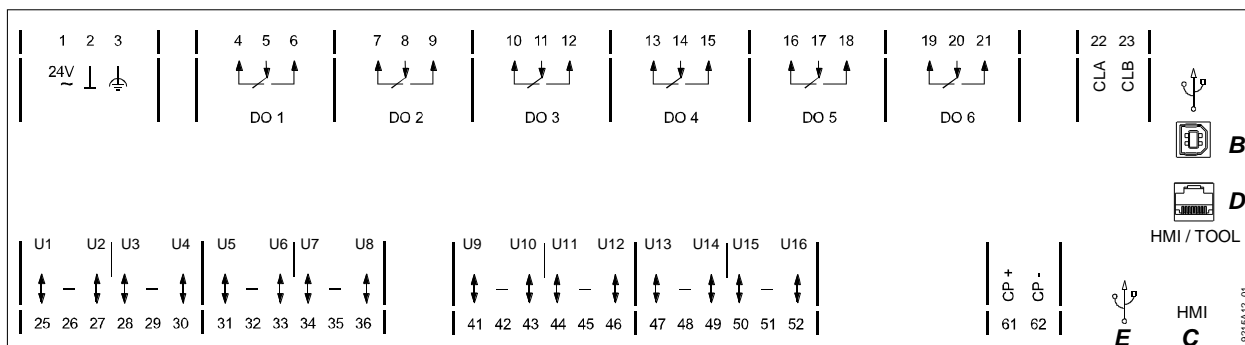 1 2 3 4 5 6 7 8 9 10 11 12 13 14 15 16 17 18 19 20 21 22 23
24V ~
CLA CLB
DO 1 DO 2 DO 3 DO 4 DO 5 DO 6
B
D
HMI / TOOL
U1 U2 U3 U4 U5 U6 U7 U8 U9 U10 U11 U12 U13 U14 U15 U16
CP + CP -
25 26 27 28 29 30 31 32 33 34 35 36 41 42 43 44 45 46 47 48 49 50 51 52 61 62
HMI
E C
9215A12_01